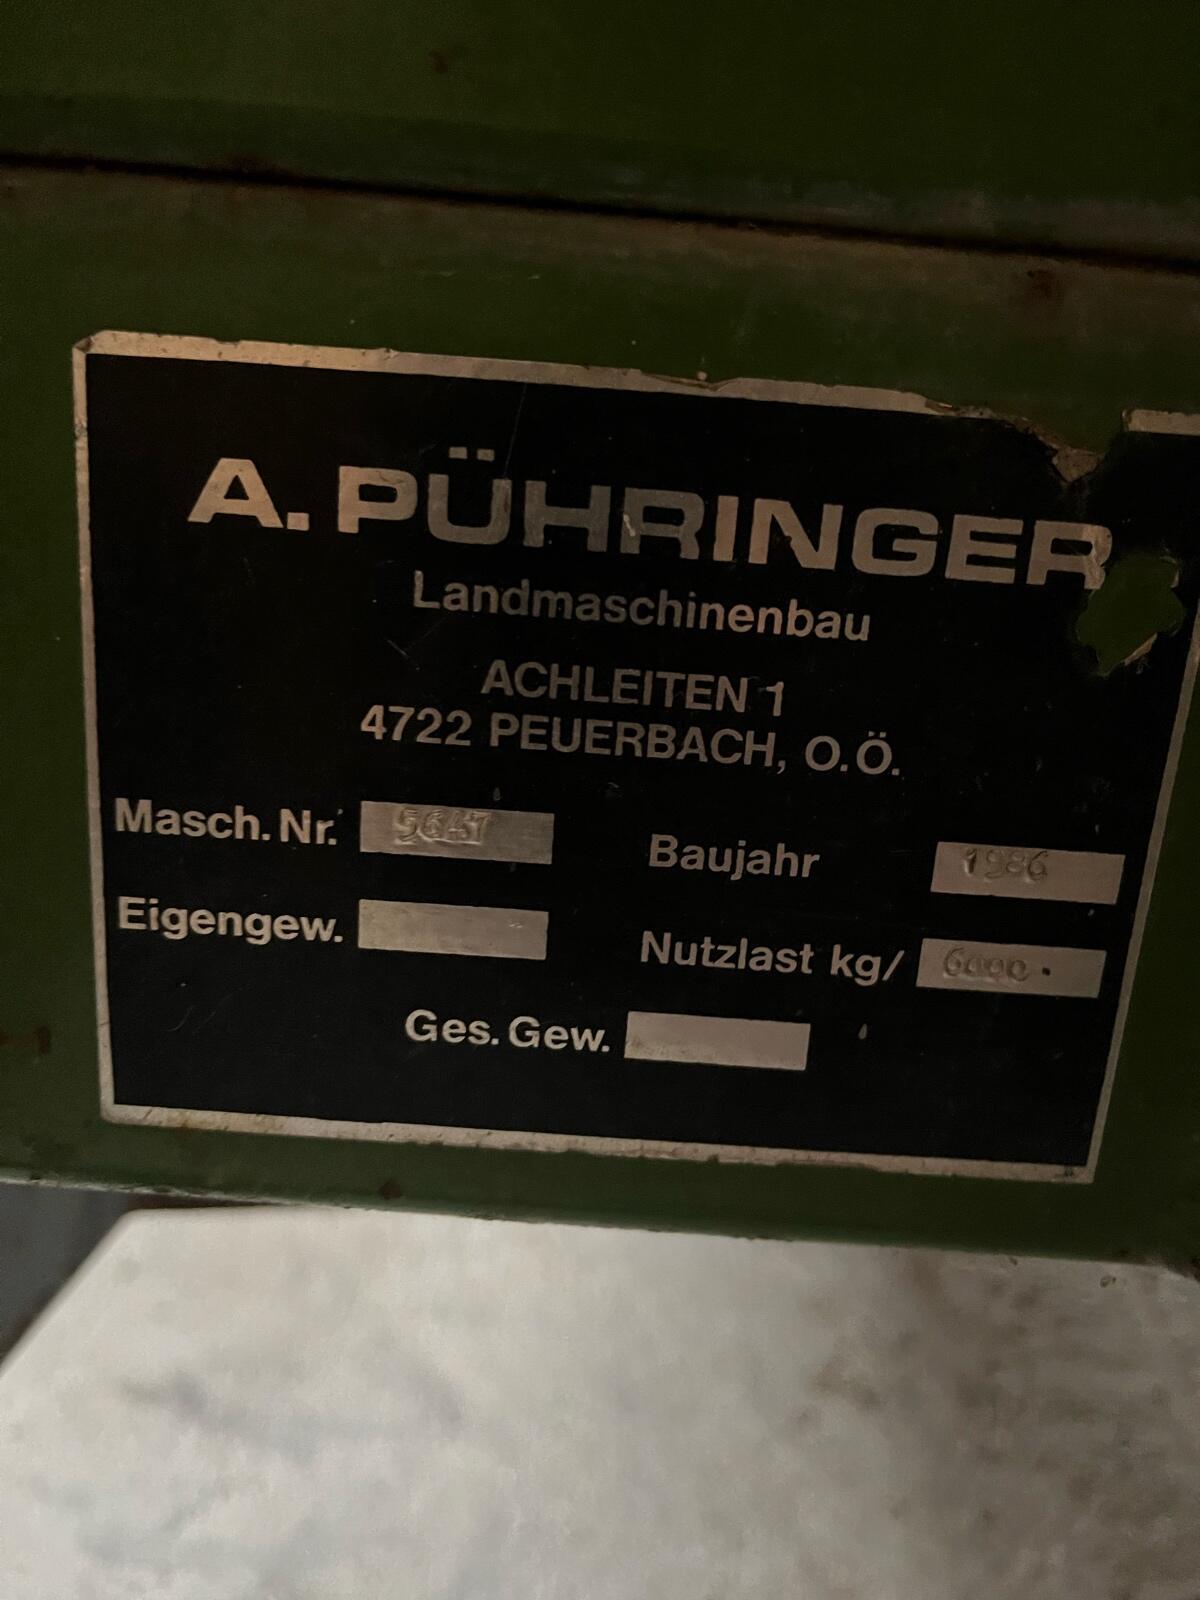 A. PÜHRINGER
Landmaschinenbau
ACHLEITEN 1
4722 PEUERBACH, O.Ö.
Masch. Nr. Baujahr 1986
Eigengew. Nutzlast kg/ 6000.
Ges. Gew.